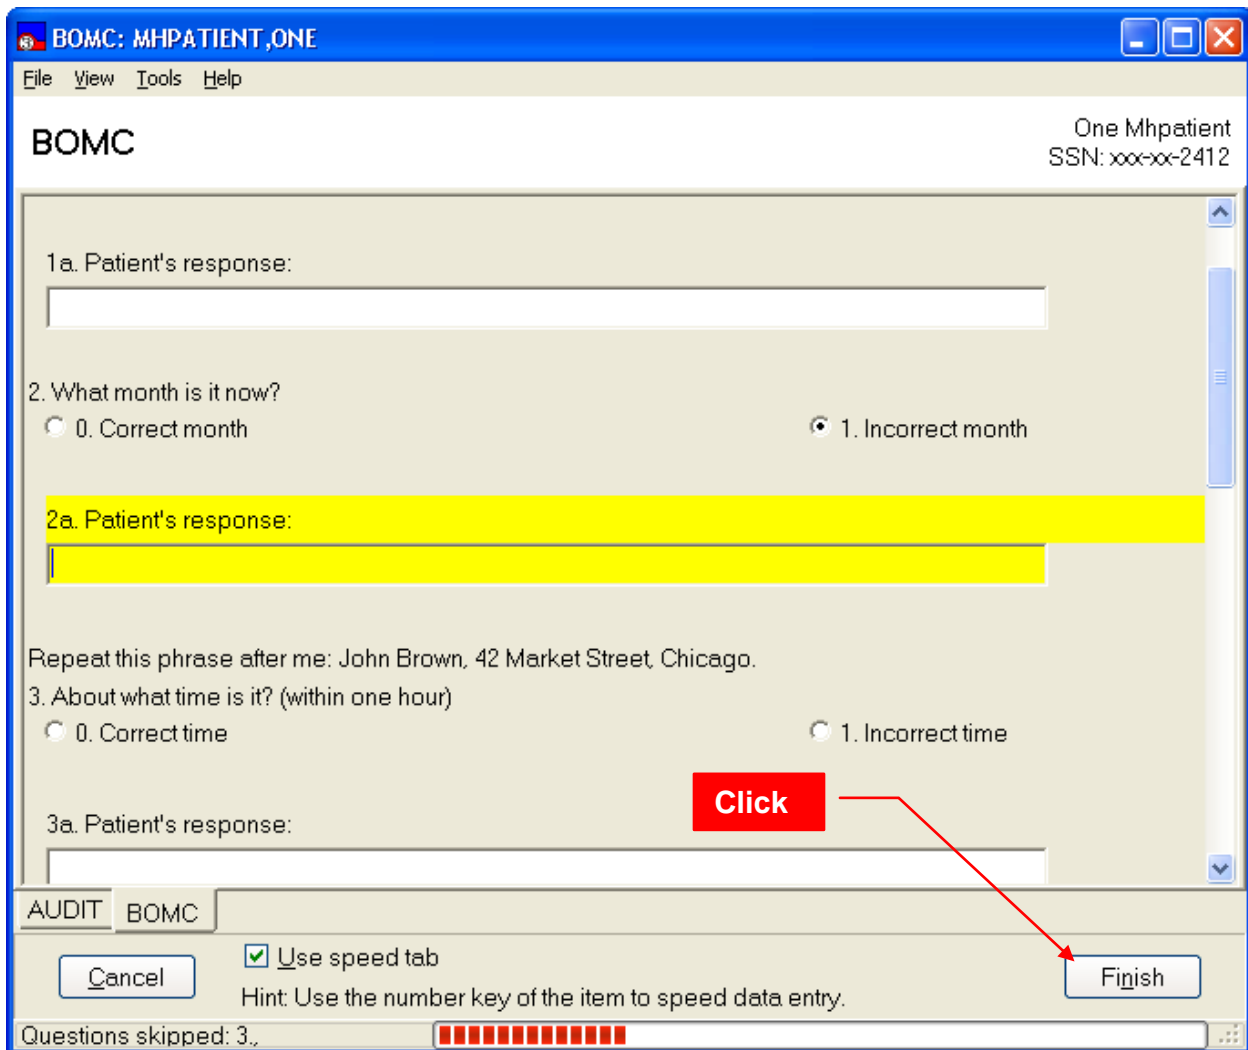 BOMC: MHPATIENT,ONE
File View Tools Help
BOMC
One Mhpatient
SSN: xxx-xx-2412
1a. Patient's response:
2. What month is it now?
0. Correct month 1. Incorrect month
2a. Patient's response:
Repeat this phrase after me: John Brown, 42 Market Street, Chicago.
3. About what time is it? (within one hour)
0. Correct time 1. Incorrect time
Click
3a. Patient's response:
AUDIT BOMC
Cancel
Use speed tab
Hint: Use the number key of the item to speed data entry.
Finish
Questions skipped: 3.,